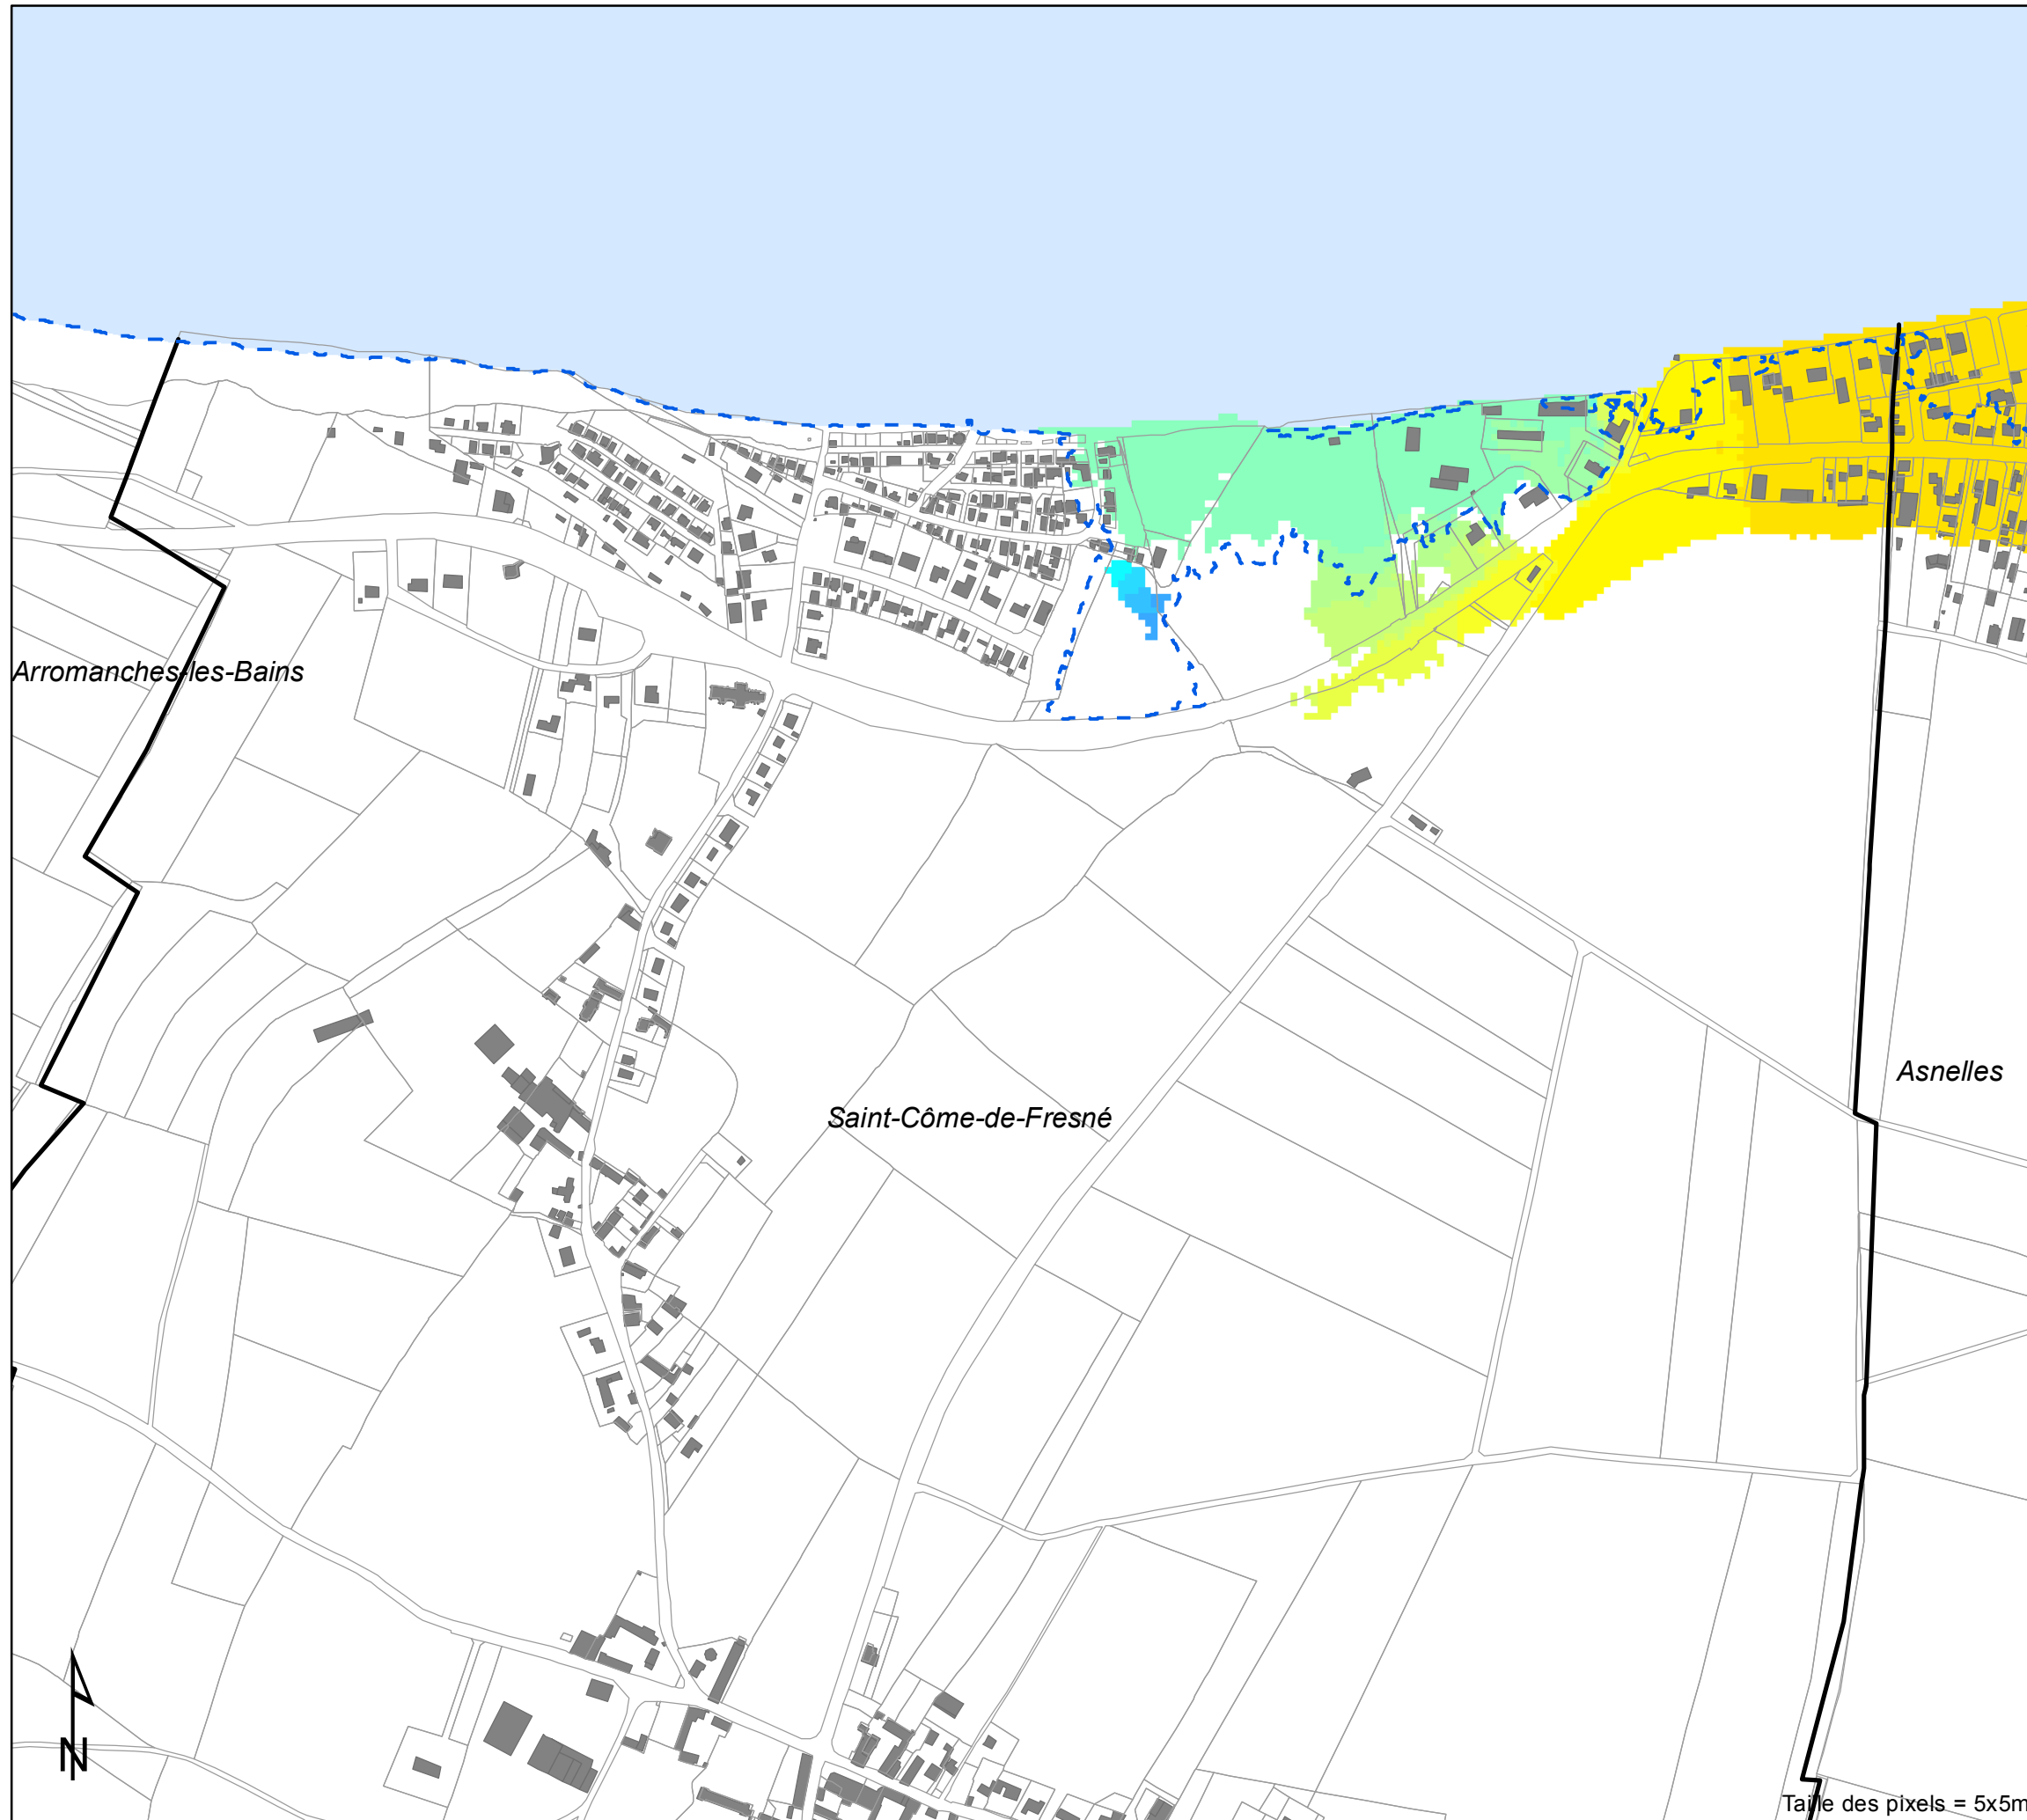 Arromanches-les-Bains
Asnelles
Saint-Côme-de-Fresné
N
Taille des pixels = 5x5m